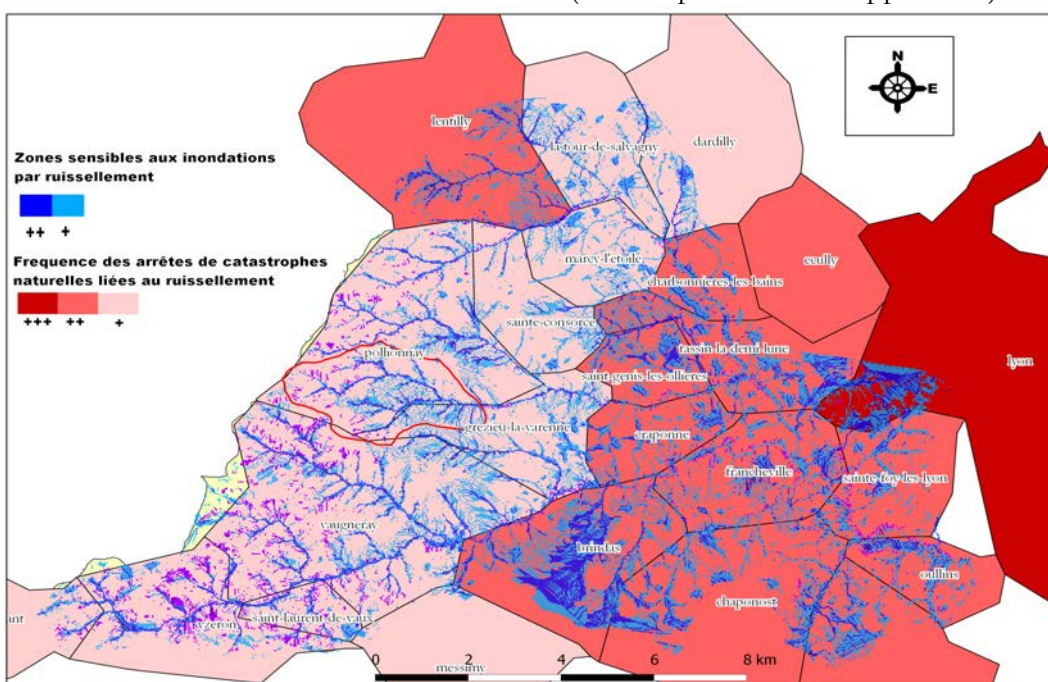 N
E
Zones sensibles aux inondations
par ruissellement
++ +
Frequence des arrêtes de catastrophes
naturelles liées au ruissellement
+++ ++ +
lentilly
la-tour-de-salvagny
dardilly
marcy-l'etoile
charbonnieres-les-bains
ecully
sainte-consorce
pollionnay
tassin-la-demi-lune
lyon
saint-genis-les-ollieres
grezieu-la-varenne
craponne
francheville
sainte-foy-les-lyon
vaugneray
brindas
oullins
chaponost
yzeron
saint-laurent-de-vaux
messimy
0 2 4 6 8 km